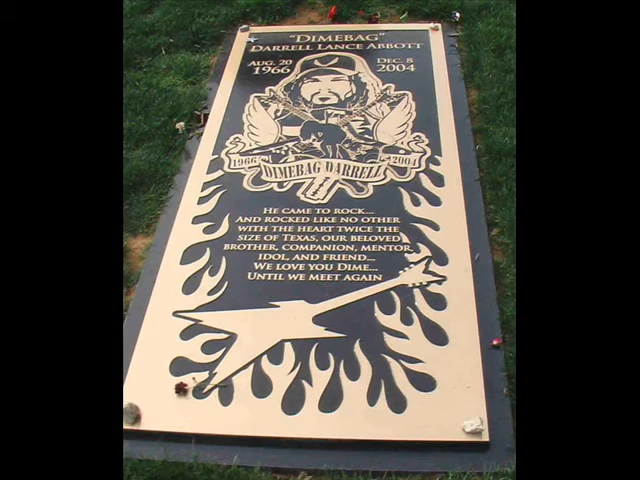 "DIMEBAG"
DARRELL LANCE ABBOTT
AUG. 20 DEC. 8
1966 2004
1966 DIMEBAG DARRELL 2004
HE CAME TO ROCK...
AND ROCKED LIKE NO OTHER
WITH THE HEART TWICE THE
SIZE OF TEXAS, OUR BELOVED
BROTHER, COMPANION, MENTOR,
IDOL, AND FRIEND...
WE LOVE YOU DIME...
UNTIL WE MEET AGAIN